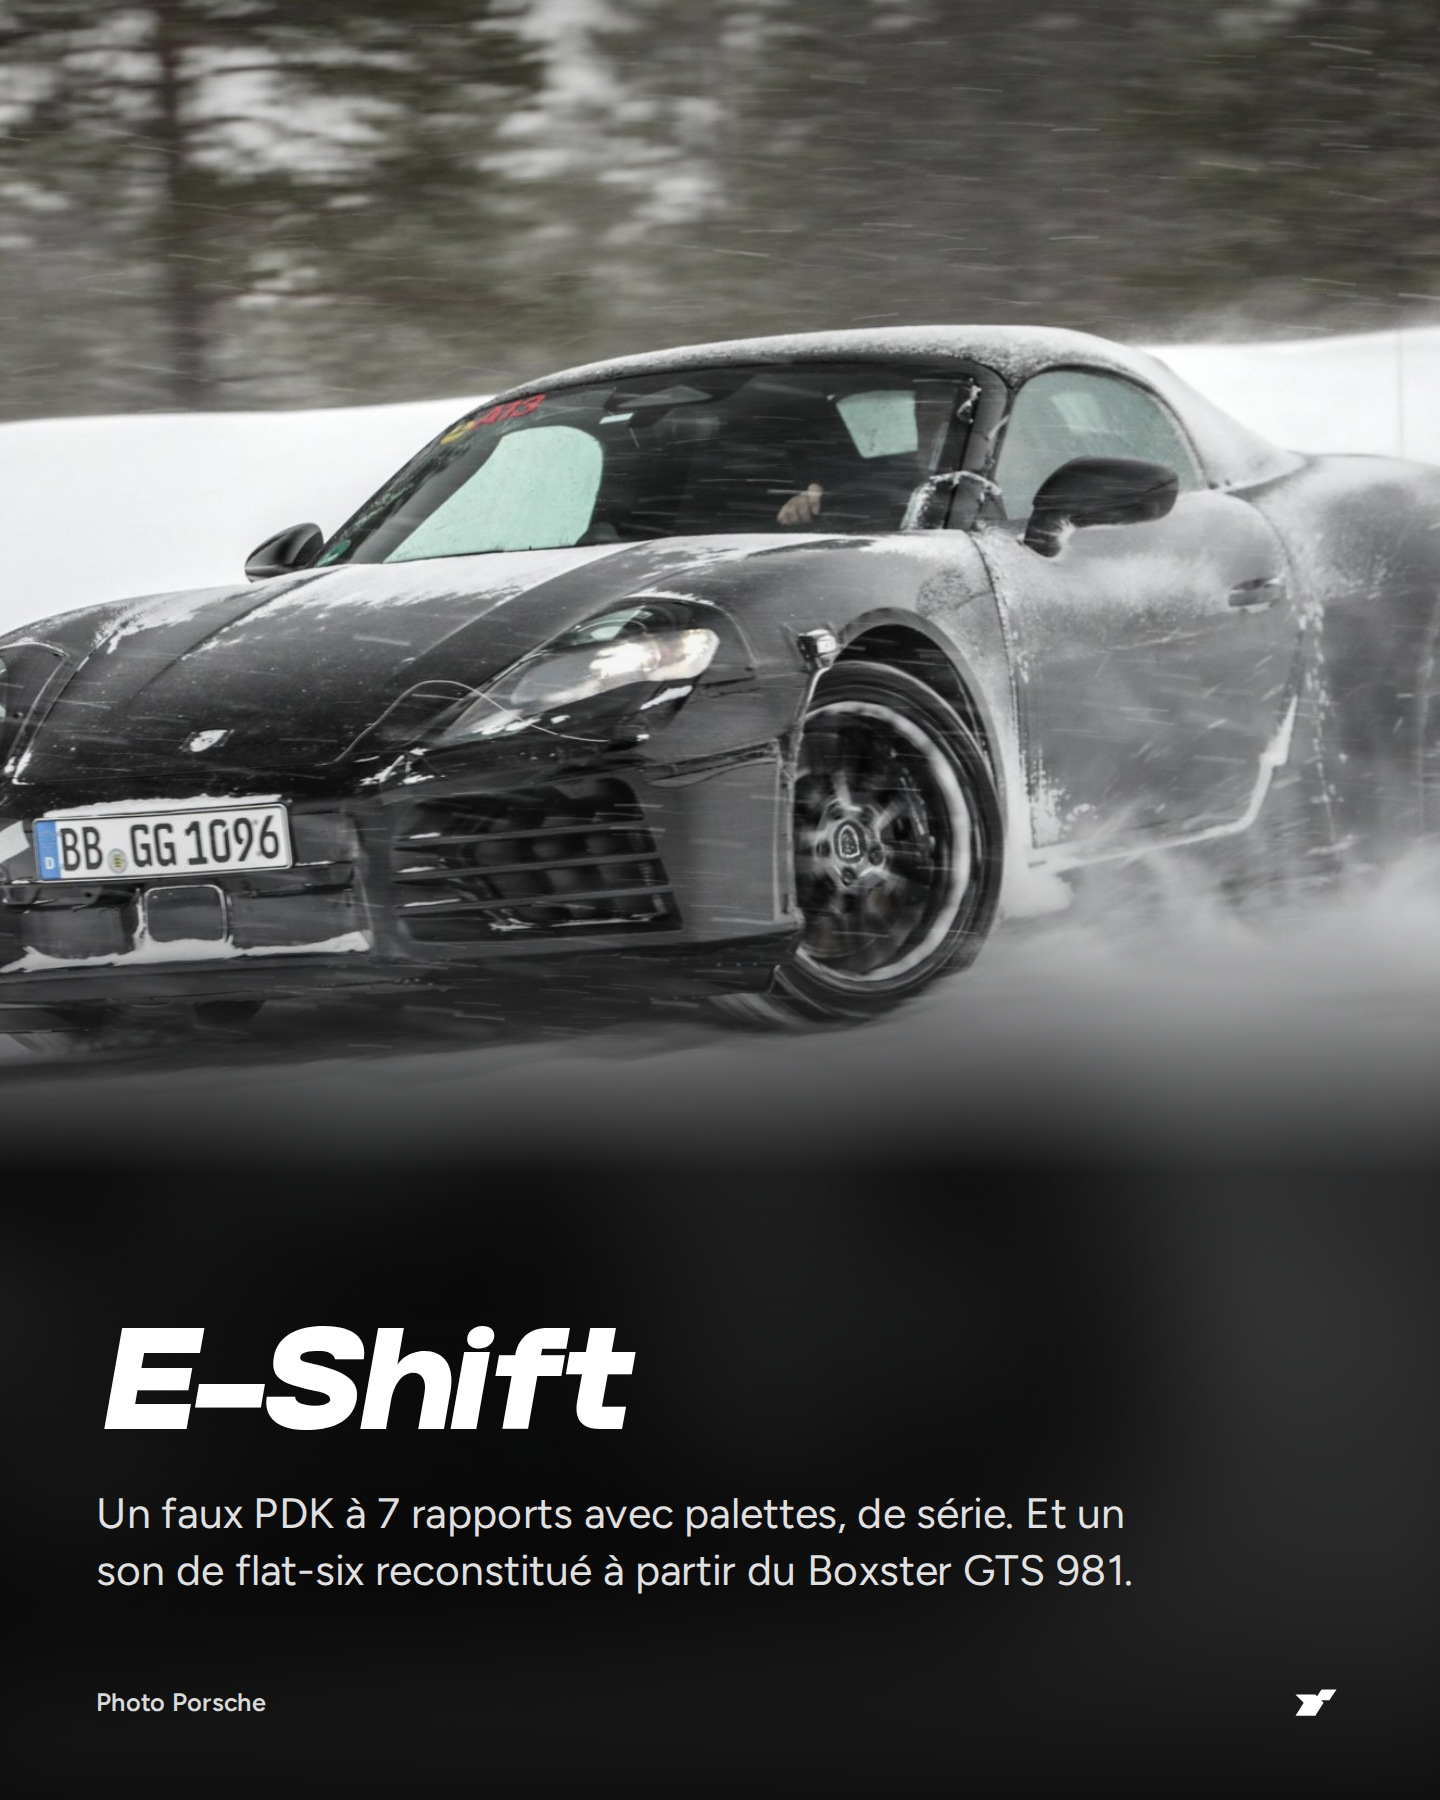 A13
BB GG 1096
D
E-Shift
Un faux PDK à 7 rapports avec palettes, de série. Et un
son de flat-six reconstitué à partir du Boxster GTS 981.
Photo Porsche